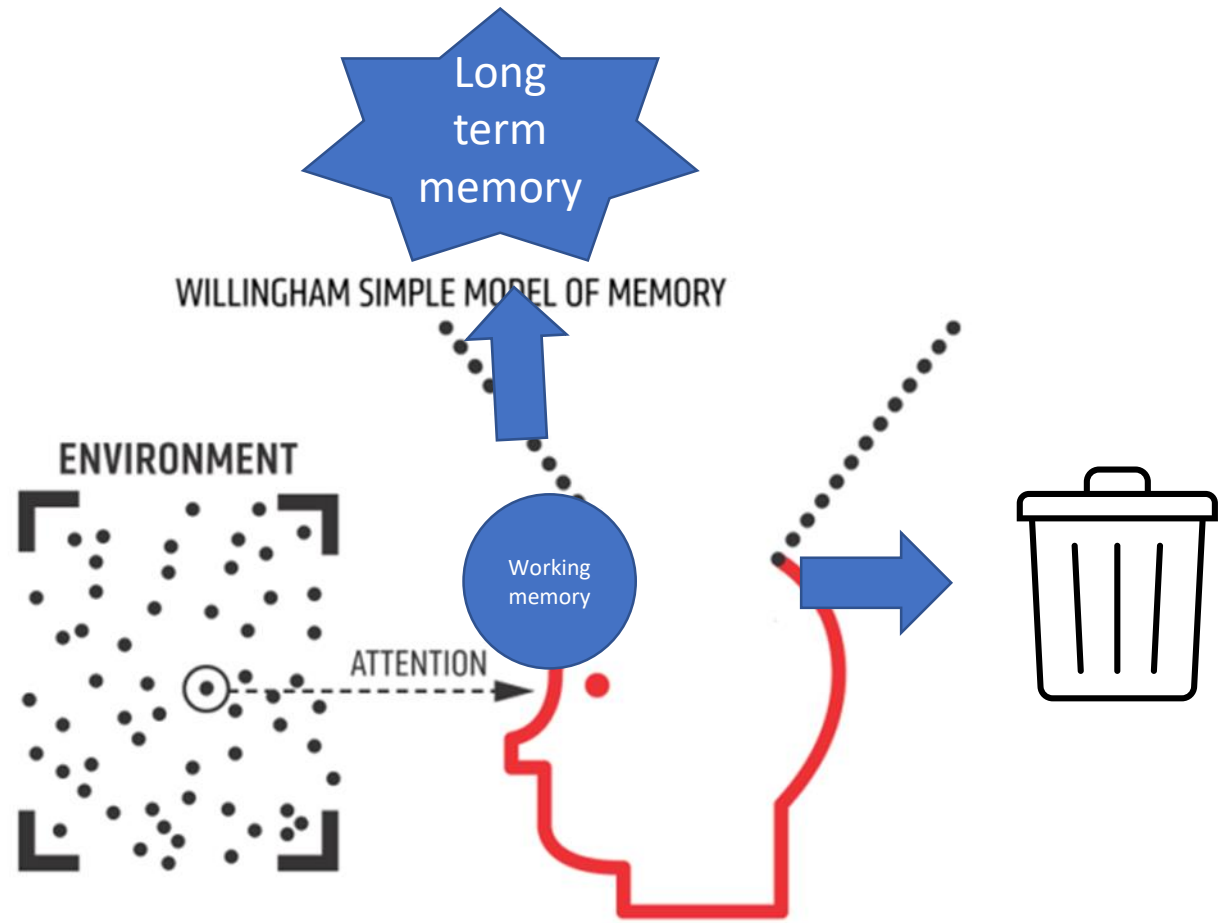 Long
term
memory
WILLINGHAM SIMPLE MODEL OF MEMORY
ENVIRONMENT
Working
memory
ATTENTION